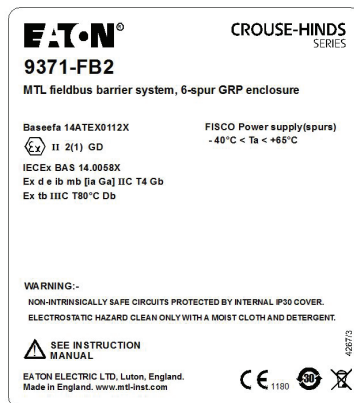 EATON®
CROUSE-HINDS
SERIES
9371-FB2
MTL fieldbus barrier system, 6-spur GRP enclosure
Baseefa 14ATEX0112X
FISCO Power supply(spurs)
Ex II 2(1) GD
- 40°C < Ta < +65°C
IECEx BAS 14.0058X
Ex d e ib mb [ia Ga] IIC T4 Gb
Ex tb IIIC T80°C Db
WARNING:-
NON-INTRINSICALLY SAFE CIRCUITS PROTECTED BY INTERNAL IP30 COVER.
ELECTROSTATIC HAZARD CLEAN ONLY WITH A MOIST CLOTH AND DETERGENT.
SEE INSTRUCTION
MANUAL
4267/3
EATON ELECTRIC LTD, Luton, England.
Made in England. www.mtl-inst.com
CE 1180
30